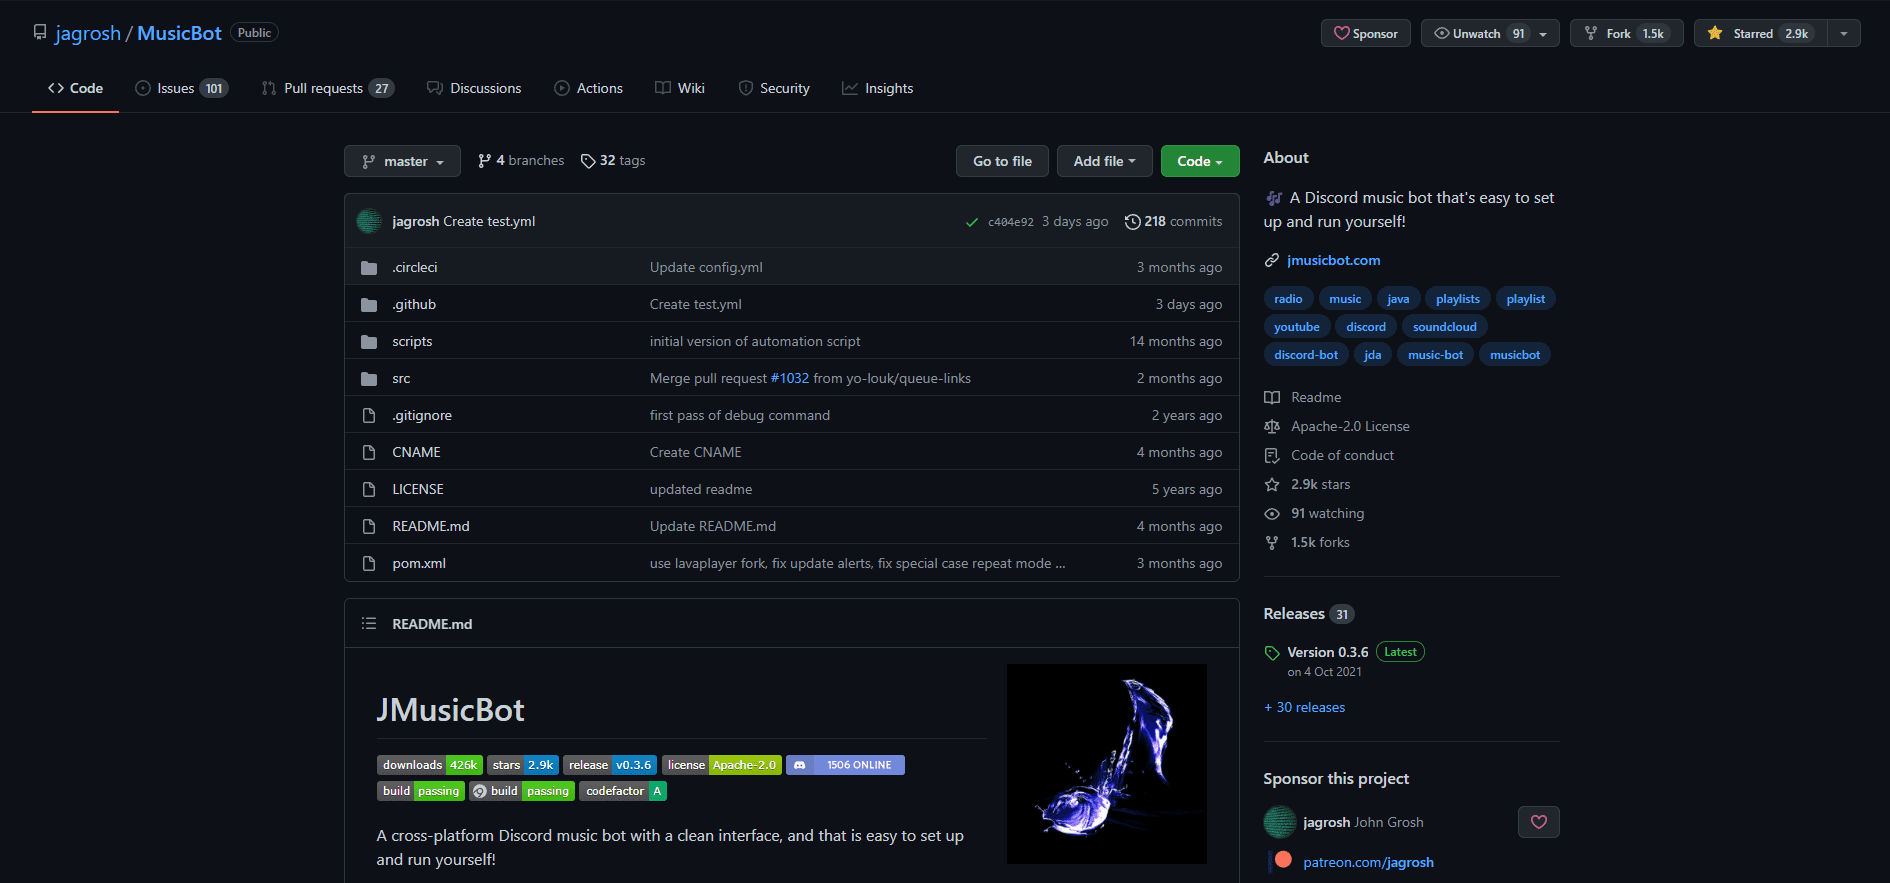 jagrosh / MusicBot Public
Sponsor Unwatch 91 Fork 1.5k Starred 2.9k
Code Issues 101 Pull requests 27 Discussions Actions Wiki Security Insights
master 4 branches 32 tags Go to file Add file Code
jagrosh Create test.yml c404e92 3 days ago 218 commits
.circleci Update config.yml 3 months ago
.github Create test.yml 3 days ago
scripts initial version of automation script 14 months ago
src Merge pull request #1032 from yo-louk/queue-links 2 months ago
.gitignore first pass of debug command 2 years ago
CNAME Create CNAME 4 months ago
LICENSE updated readme 5 years ago
README.md Update README.md 4 months ago
pom.xml use lavaplayer fork, fix update alerts, fix special case repeat mode ... 3 months ago
README.md
JMusicBot
downloads 426k stars 2.9k release v0.3.6 license Apache-2.0 1506 ONLINE
build passing build passing codefactor A
A cross-platform Discord music bot with a clean interface, and that is easy to set up
and run yourself!
About
A Discord music bot that's easy to set
up and run yourself!
jmusicbot.com
radio music java playlists playlist
youtube discord soundcloud
discord-bot jda music-bot musicbot
Readme
Apache-2.0 License
Code of conduct
2.9k stars
91 watching
1.5k forks
Releases 31
Version 0.3.6 Latest
on 4 Oct 2021
+ 30 releases
Sponsor this project
jagrosh John Grosh
patreon.com/jagrosh